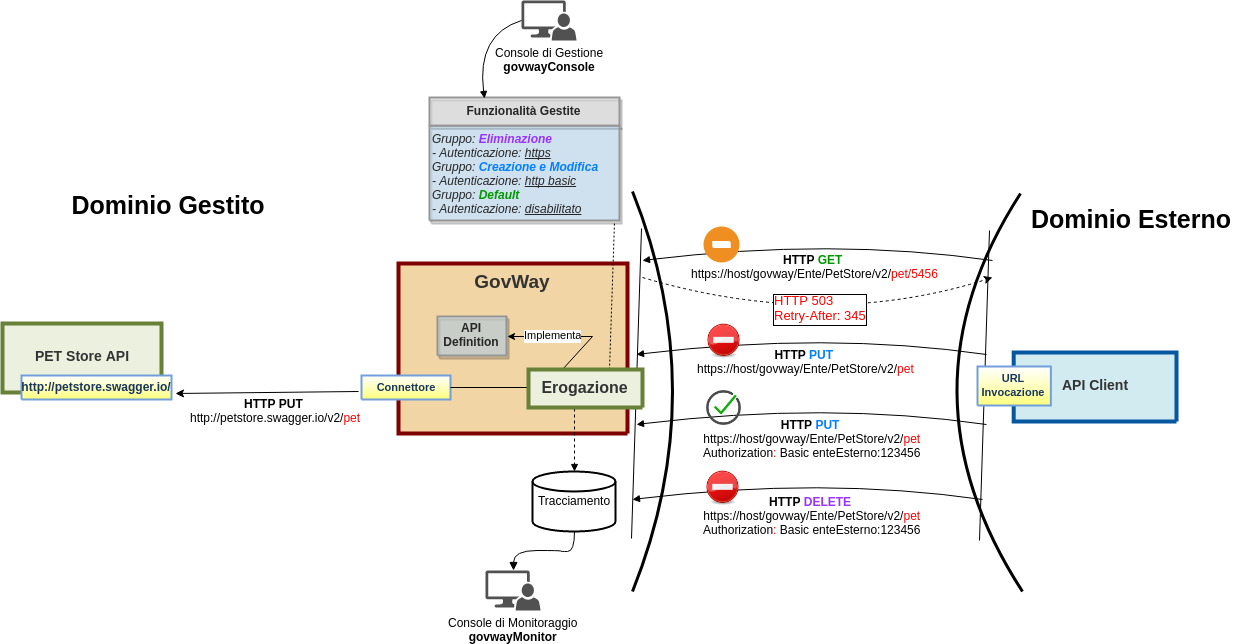 Console di Gestione
govwayConsole
Funzionalità Gestite
Gruppo: Eliminazione
- Autenticazione: https
Gruppo: Creazione e Modifica
- Autenticazione: http basic
Gruppo: Default
- Autenticazione: disabilitato
Dominio Gestito
Dominio Esterno
HTTP GET
https://host/govway/Ente/PetStore/v2/pet/5456
HTTP 503
Retry-After: 345
GovWay
API
Definition
Implementa
PET Store API
http://petstore.swagger.io/
Connettore
Erogazione
HTTP PUT
http://petstore.swagger.io/v2/pet
HTTP PUT
https://host/govway/Ente/PetStore/v2/pet
URL
Invocazione
API Client
HTTP PUT
https://host/govway/Ente/PetStore/v2/pet
Authorization: Basic enteEsterno:123456
Tracciamento
HTTP DELETE
https://host/govway/Ente/PetStore/v2/pet
Authorization: Basic enteEsterno:123456
Console di Monitoraggio
govwayMonitor